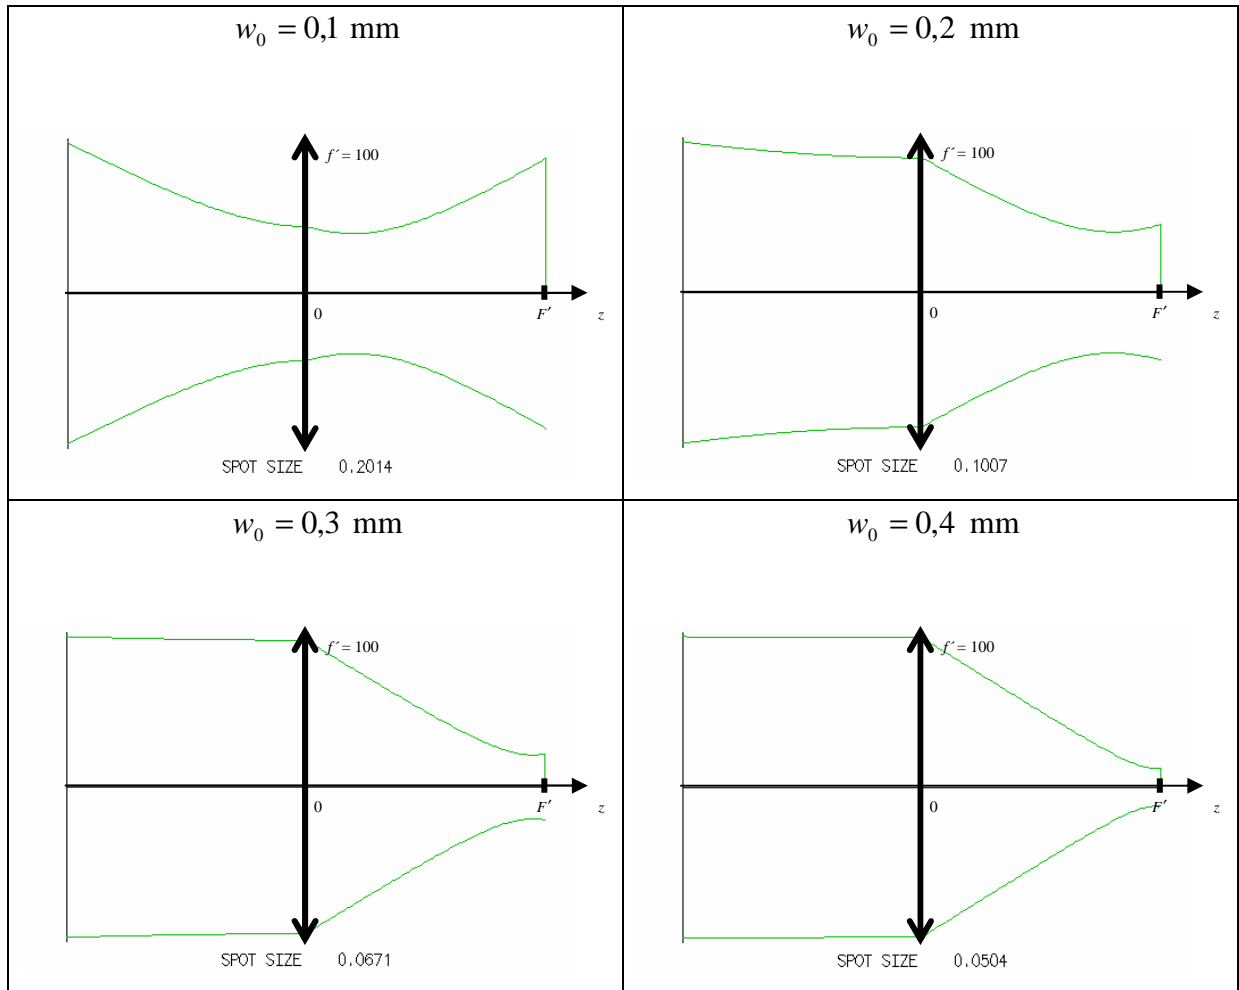 w₀ = 0,1 mm
f´= 100
0
F′
z
SPOT SIZE 0.2014
w₀ = 0,2 mm
f´= 100
0
F′
z
SPOT SIZE 0.1007
w₀ = 0,3 mm
f´= 100
0
F′
z
SPOT SIZE 0.0671
w₀ = 0,4 mm
f´= 100
0
F′
z
SPOT SIZE 0.0504